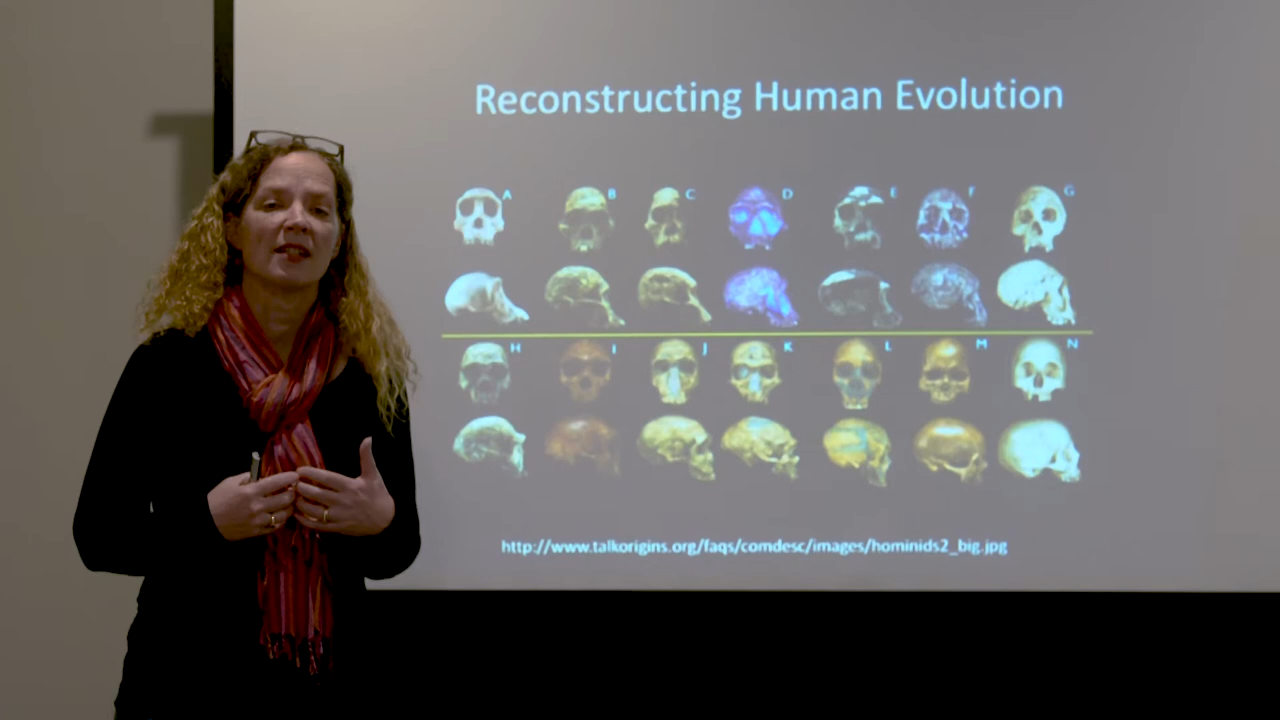 Reconstructing Human Evolution
A B C D E F G
H I J K L M N
http://www.talkorigins.org/faqs/comdesc/images/hominids2_big.jpg